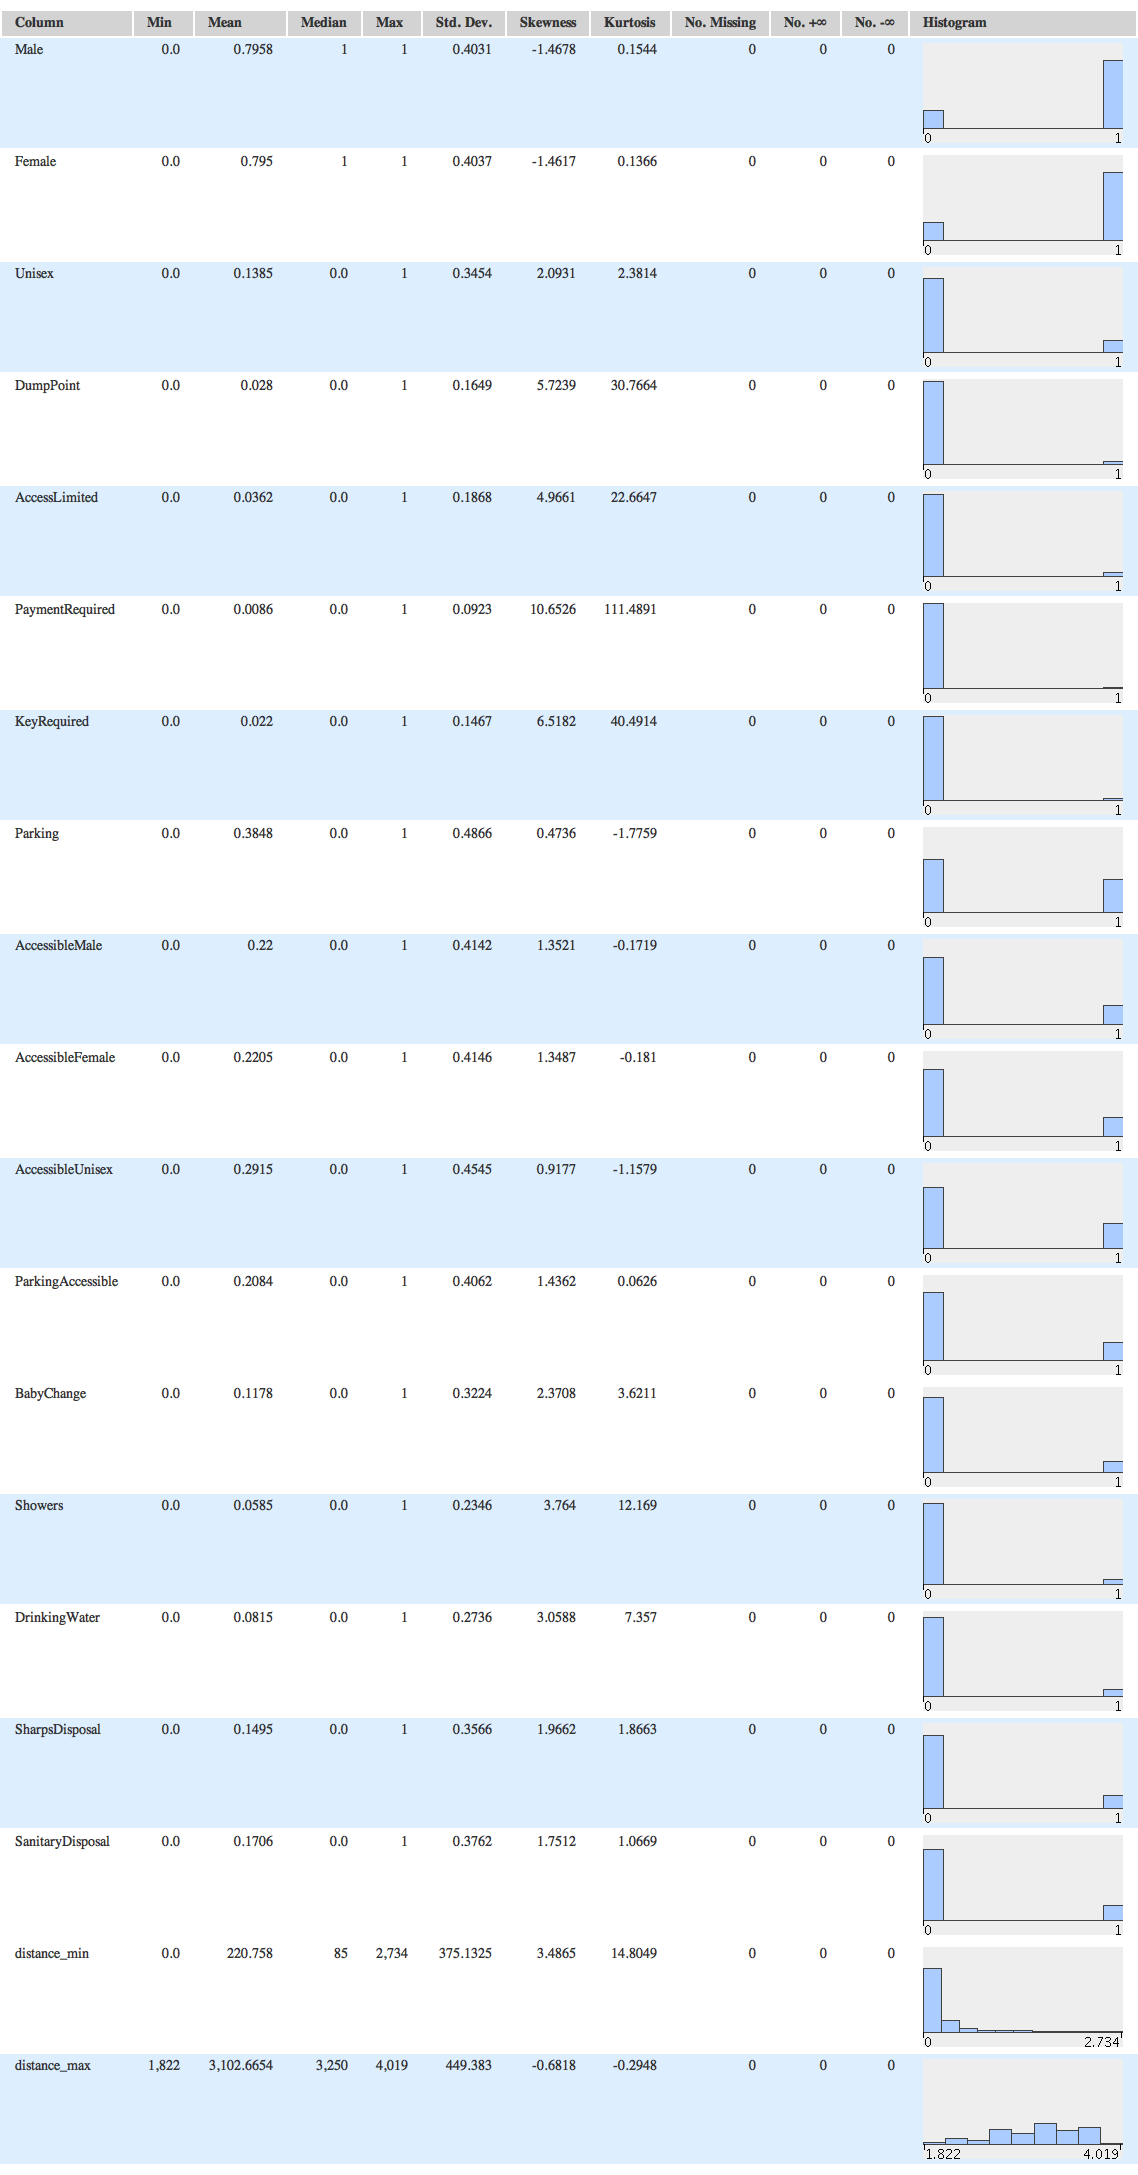 Column Min Mean Median Max Std. Dev. Skewness Kurtosis No. Missing No. +∞ No. -∞ Histogram
Male 0.0 0.7958 1 1 0.4031 -1.4678 0.1544 0 0 0
0 1
Female 0.0 0.795 1 1 0.4037 -1.4617 0.1366 0 0 0
0 1
Unisex 0.0 0.1385 0.0 1 0.3454 2.0931 2.3814 0 0 0
0 1
DumpPoint 0.0 0.028 0.0 1 0.1649 5.7239 30.7664 0 0 0
0 1
AccessLimited 0.0 0.0362 0.0 1 0.1868 4.9661 22.6647 0 0 0
0 1
PaymentRequired 0.0 0.0086 0.0 1 0.0923 10.6526 111.4891 0 0 0
0 1
KeyRequired 0.0 0.022 0.0 1 0.1467 6.5182 40.4914 0 0 0
0 1
Parking 0.0 0.3848 0.0 1 0.4866 0.4736 -1.7759 0 0 0
0 1
AccessibleMale 0.0 0.22 0.0 1 0.4142 1.3521 -0.1719 0 0 0
0 1
AccessibleFemale 0.0 0.2205 0.0 1 0.4146 1.3487 -0.181 0 0 0
0 1
AccessibleUnisex 0.0 0.2915 0.0 1 0.4545 0.9177 -1.1579 0 0 0
0 1
ParkingAccessible 0.0 0.2084 0.0 1 0.4062 1.4362 0.0626 0 0 0
0 1
BabyChange 0.0 0.1178 0.0 1 0.3224 2.3708 3.6211 0 0 0
0 1
Showers 0.0 0.0585 0.0 1 0.2346 3.764 12.169 0 0 0
0 1
DrinkingWater 0.0 0.0815 0.0 1 0.2736 3.0588 7.357 0 0 0
0 1
SharpsDisposal 0.0 0.1495 0.0 1 0.3566 1.9662 1.8663 0 0 0
0 1
SanitaryDisposal 0.0 0.1706 0.0 1 0.3762 1.7512 1.0669 0 0 0
0 1
distance_min 0.0 220.758 85 2,734 375.1325 3.4865 14.8049 0 0 0
0 2.734
distance_max 1,822 3,102.6654 3,250 4,019 449.383 -0.6818 -0.2948 0 0 0
1.822 4.019